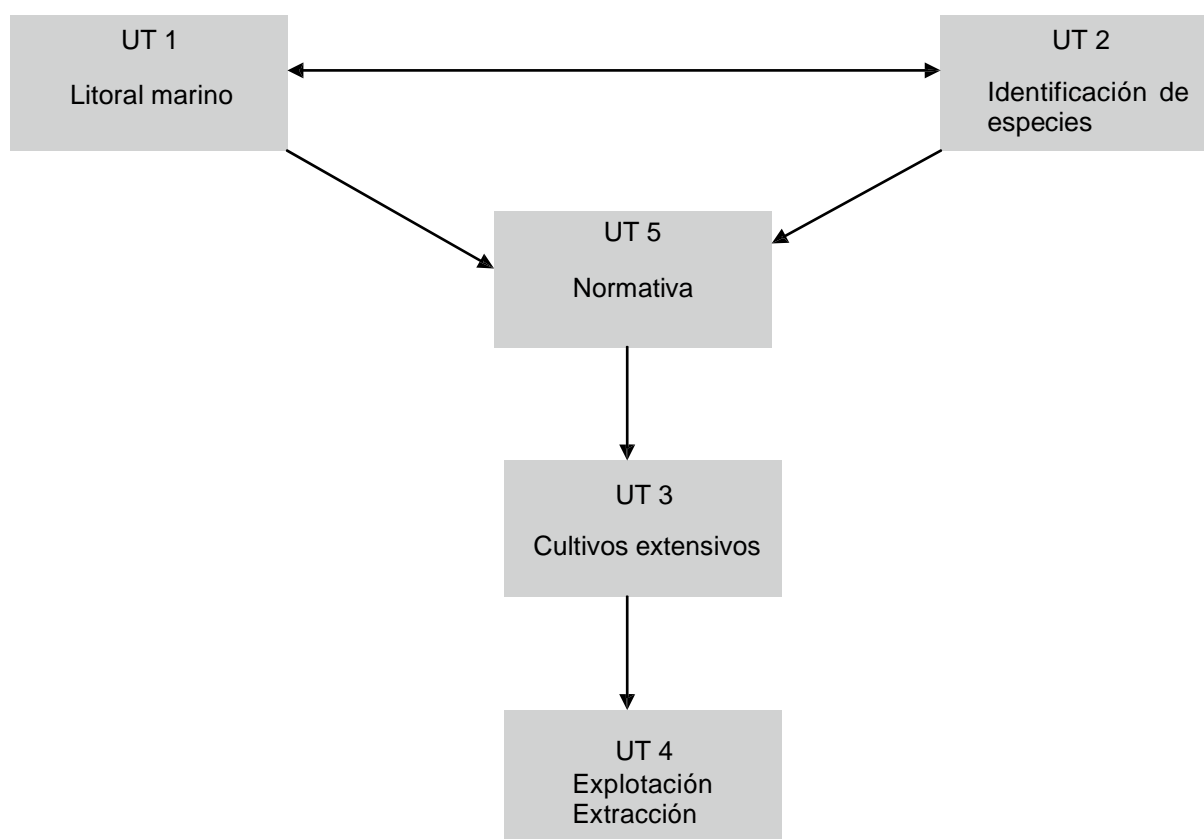 UT 1
Litoral marino
UT 2
Identificación de
especies
UT 5
Normativa
UT 3
Cultivos extensivos
UT 4
Explotación
Extracción